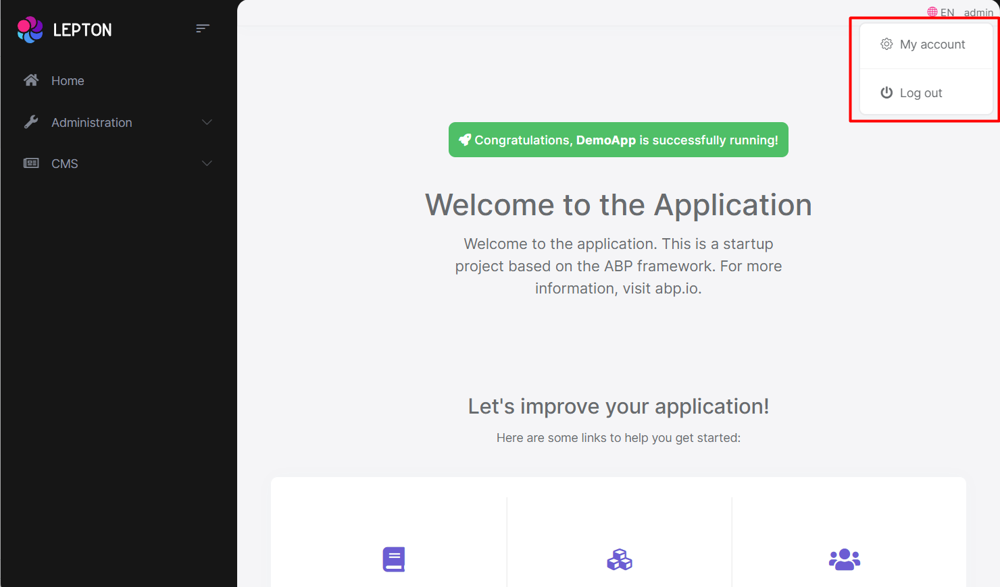 LEPTON
EN admin
Home
Administration
CMS
My account
Log out
Congratulations, DemoApp is successfully running!
Welcome to the Application
Welcome to the application. This is a startup
project based on the ABP framework. For more
information, visit abp.io.
Let's improve your application!
Here are some links to help you get started: